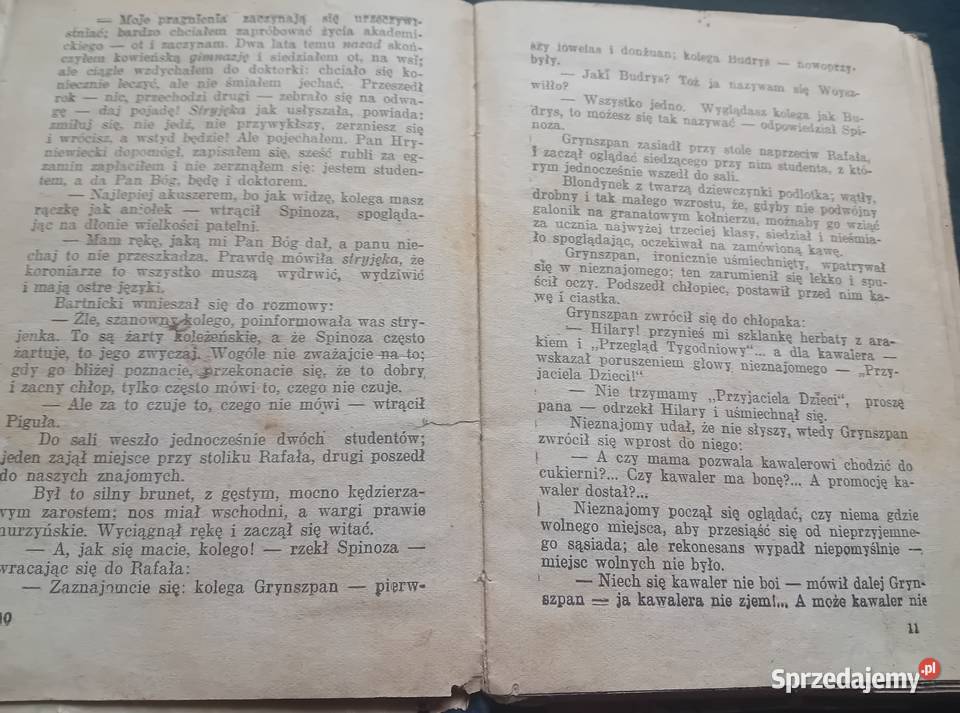 — Moje pragnienia zaczynają się urzeczywi-
stniać; bardzo chciałem zapróbować życia akademi-
ckiego — ot i zaczynam. Dwa lata temu nazad skoń-
czyłem kowieńską gimnazję i siedziałem ot, na wsi;
ale ciągle wzdychałem do doktorki: chciało się ko-
niecznie leczyć, ale nie śmiałem jechać. Przeszedł
rok — nic, przechodzi drugi — zebrało się na odwa-
gę — daj pojadę! Stryjęka jak usłyszała, powiada:
zmiłuj się, nie jedź, nie przywykłszy, zerzniesz się
i wrócisz, a wstyd będzie! Ale pojechałem. Pan Hry-
niewiecki dopomógł, zapisałem się, sześć rubli za eg-
zamin zapłaciłem i nie zerznąłem się: jestem studen-
tem, a da Pan Bóg, będę i doktorem.
— Najlepiej akuszerem, bo jak widzę, kolega masz
rączkę jak aniołek — wtrącił Spinoza, spogląda-
jąc na dłonie wielkości patelni.
— Mam rękę, jaką mi Pan Bóg dał, a panu nie-
chaj to nie przeszkadza. Prawdę mówiła stryjęka, że
koroniarze to wszystko muszą wydrwić, wydziwić
i mają ostre języki.
Bartnicki wmieszał się do rozmowy:
— Źle, szanowny kolego, poinformowała was stry-
jenka. To są żarty koleżeńskie, a że Spinoza często
żartuje, to jego zwyczaj. Wogóle nie zważajcie na to;
gdy go bliżej poznacie, przekonacie się, że to dobry
i zacny chłop, tylko często mówi to, czego nie czuje.
— Ale za to czuje to, czego nie mówi — wtrącił
Piguła.
Do sali weszło jednocześnie dwóch studentów;
jeden zajął miejsce przy stoliku Rafała, drugi poszedł
do naszych znajomych.
Był to silny brunet, z gęstym, mocno kędzierza-
wym zarostem; nos miał wschodni, a wargi prawie
murzyńskie. Wyciągnął rękę i zaczął się witać.
— A, jak się macie, kolego! — rzekł Spinoza —
wracając się do Rafała:
— Zaznajomcie się: kolega Grynszpan — pierw-
10
szy lowelas i donżuan; kolega Budrys — nowoprzy-
były.
— Jaki Budrys? Toż ja nazywam się Woys-
wiłło?
— Wszystko jedno. Wyglądasz kolega jak Bu-
drys, to możesz się tak nazywać — odpowiedział Spi-
noza.
Grynszpan zasiadł przy stole naprzeciw Rafała,
i zaczął oglądać siedzącego przy nim studenta, z któ-
rym jednocześnie wszedł do sali.
Blondynek z twarzą dziewczynki podlotka; wątły,
drobny i tak małego wzrostu, że, gdyby nie podwójny
galonik na granatowym kołnierzu, możnaby go wziąć
za ucznia najwyżej trzeciej klasy, siedział i nieśmia-
ło spoglądając, oczekiwał na zamówioną kawę.
Grynszpan, ironicznie uśmiechnięty, wpatrywał
się w nieznajomego; ten zarumienił się lekko i spu-
ścił oczy. Podszedł chłopiec, postawił przed nim ka-
wę i ciastka.
Grynszpan zwrócił się do chłopaka:
— Hilary! przynieś mi szklankę herbaty z ara-
kiem i „Przegląd Tygodniowy"... a dla kawalera —
wskazał poruszeniem głowy nieznajomego — „Przy-
jaciela Dzieci!"
— Nie trzymamy „Przyjaciela Dzieci", proszę
pana — odrzekł Hilary i uśmiechnął się.
Nieznajomy udał, że nie słyszy, wtedy Grynszpan
zwrócił się wprost do niego:
— A czy mama pozwala kawalerowi chodzić do
cukierni?... Czy kawaler ma bonę?... A promocję ka-
waler dostał?...
Nieznajomy począł się oglądać, czy niema gdzie
wolnego miejsca, aby przesiąść się od nieprzyjemne-
go sąsiada; ale rekonesans wypadł niepomyślnie —
miejsc wolnych nie było.
— Niech się kawaler nie boi — mówił dalej Gryn-
szpan — ja kawalera nie zjem!... A może kawaler nie
11
Sprzedajemy.pl